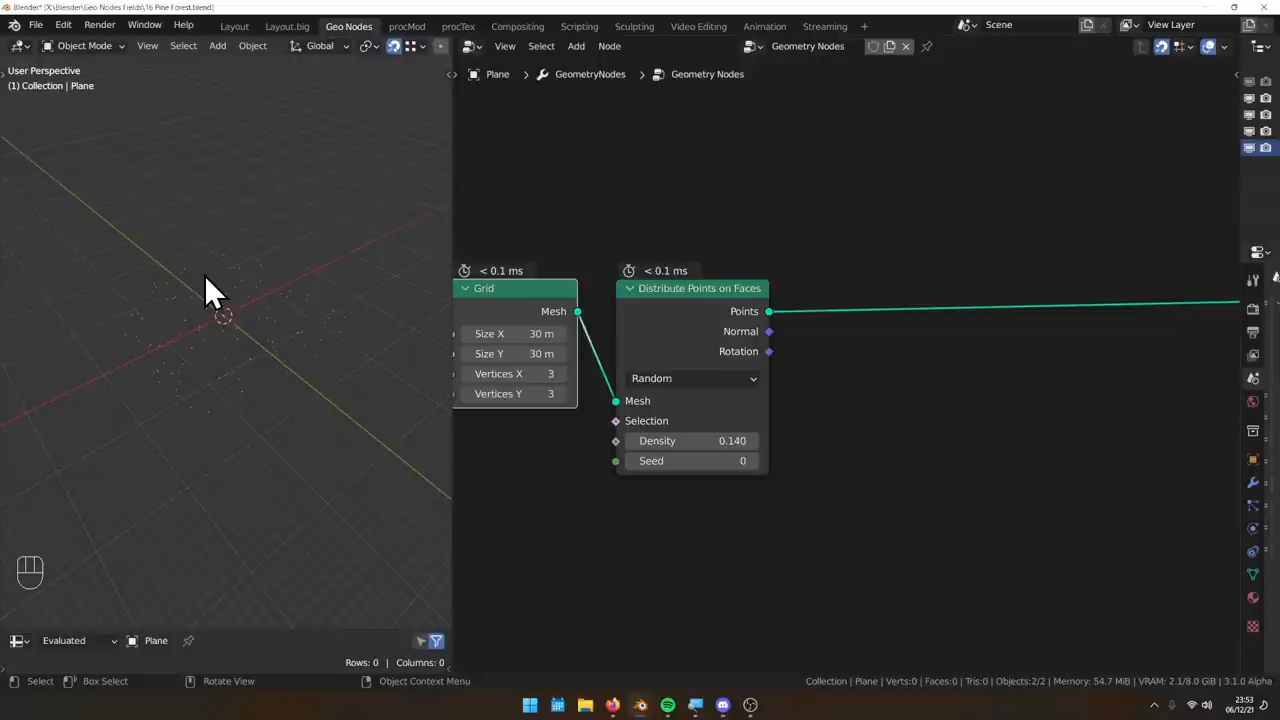 Blender* [X:\Blender\Geo Nodes Fields\16 Pine Forest.blend]
File Edit Render Window Help Layout Layout.big Geo Nodes procMod procTex Compositing Scripting Sculpting Video Editing Animation Streaming + Scene View Layer
Object Mode View Select Add Object Global View Select Add Node Geometry Nodes
User Perspective
(1) Collection | Plane
Plane > GeometryNodes > Geometry Nodes
< 0.1 ms
Grid
Mesh
Size X 30 m
Size Y 30 m
Vertices X 3
Vertices Y 3
< 0.1 ms
Distribute Points on Faces
Points
Normal
Rotation
Random
Mesh
Selection
Density 0.140
Seed 0
Evaluated Plane
Rows: 0 | Columns: 0
Select Box Select Rotate View Object Context Menu Collection | Plane | Verts:0 | Faces:0 | Tris:0 | Objects:2/2 | Memory: 54.7 MiB | VRAM: 2.1/8.0 GiB | 3.1.0 Alpha
23:53
06/12/21